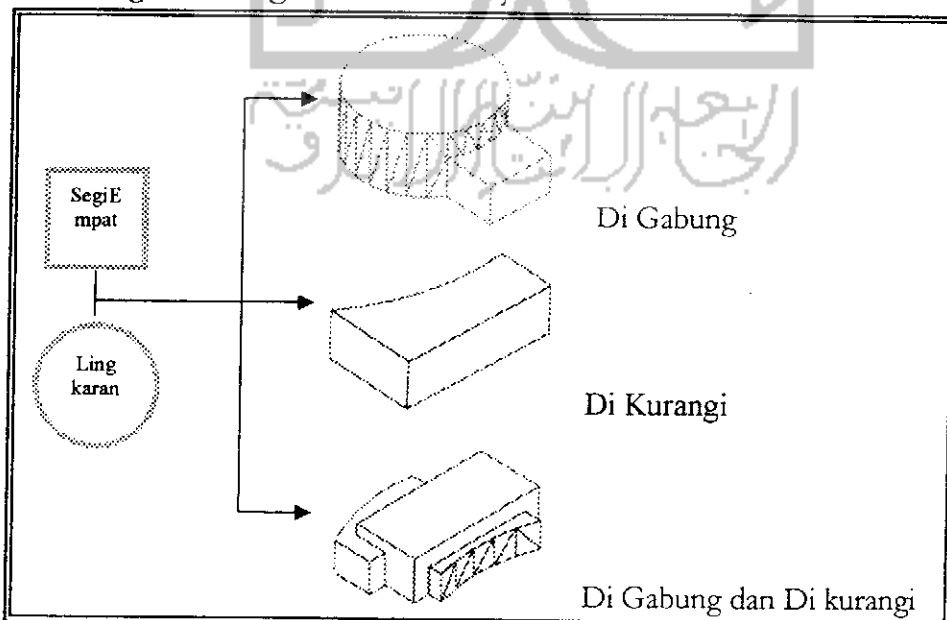 Di Gabung
SegiE
mpat
Ling
karan
Di Kurangi
Di Gabung dan Di kurangi